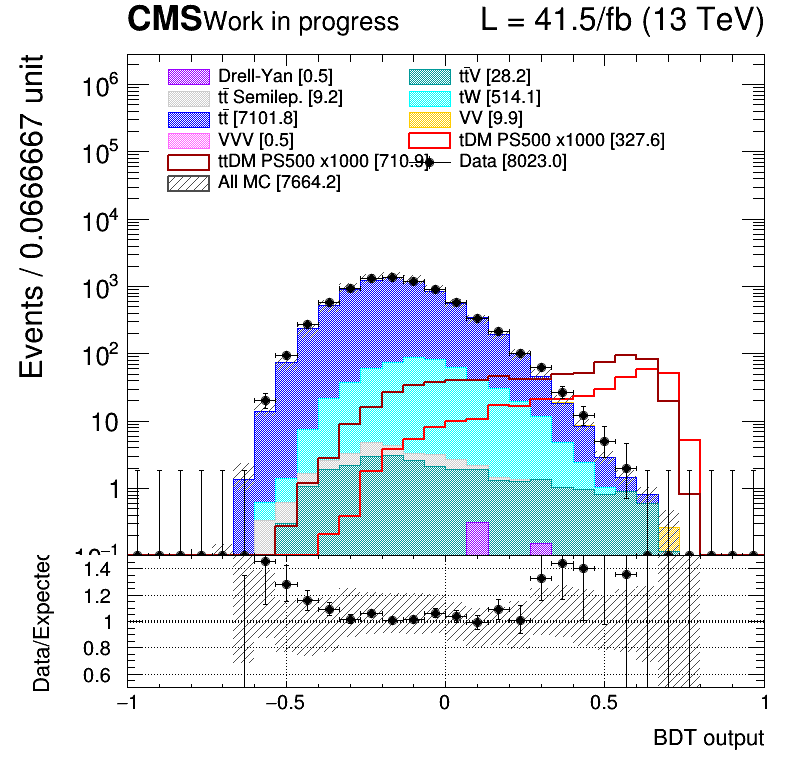 CMS Work in progress L = 41.5/fb (13 TeV)
Events / 0.0666667 unit
Drell-Yan [0.5] tt̄V [28.2]
tt̄ Semilep. [9.2] tW [514.1]
tt̄ [7101.8] VV [9.9]
VVV [0.5] tDM PS500 x1000 [327.6]
ttDM PS500 x1000 [710.9] Data [8023.0]
All MC [7664.2]
10⁶
10⁵
10⁴
10³
10²
10
1
10⁻¹
Data/Expected
1.4
1.2
1
0.8
0.6
−1 −0.5 0 0.5 1
BDT output